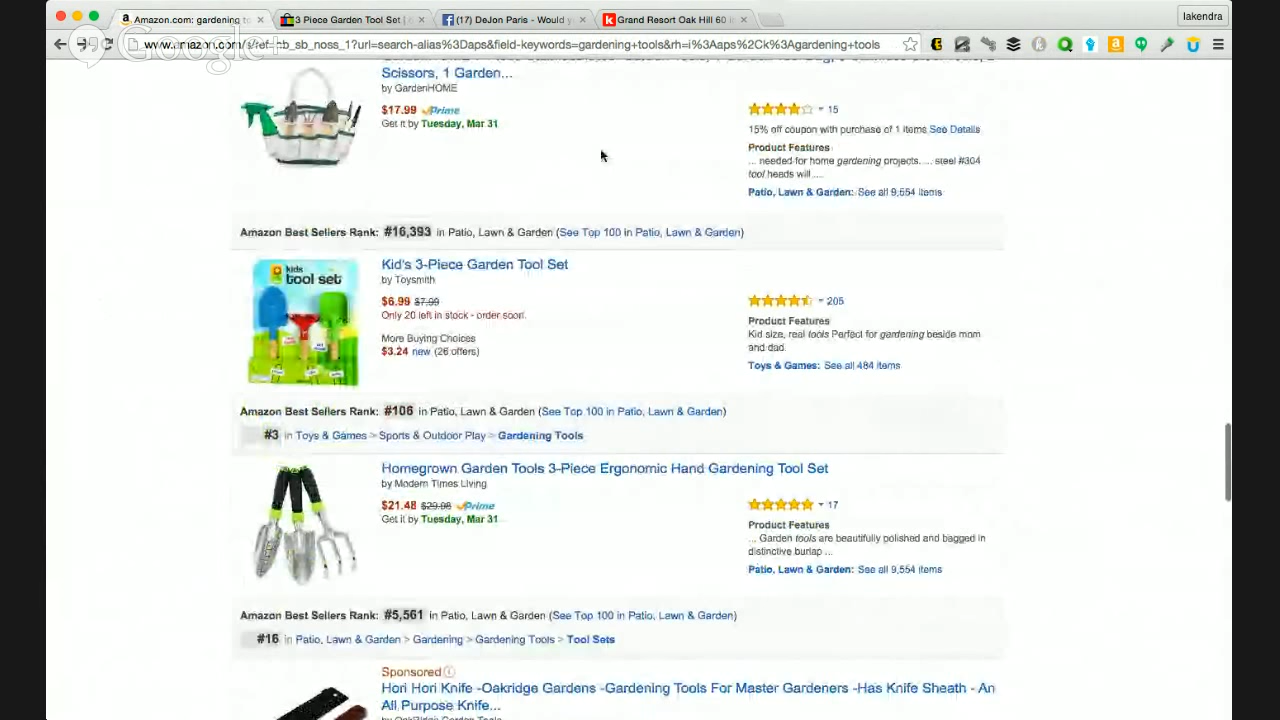 Amazon.com: gardening to
3 Piece Garden Tool Set |
(17) DeJon Paris - Would y
Grand Resort Oak Hill 60 i
lakendra
www.amazon.com/s/ref=nb_sb_noss_1?url=search-alias%3Daps&field-keywords=gardening+tools&rh=i%3Aaps%2Ck%3Agardening+tools
Google+
Scissors, 1 Garden...
by GardenHOME
$17.99 Prime
Get it by Tuesday, Mar 31
15
15% off coupon with purchase of 1 items See Details
Product Features
... needed for home gardening projects. ... steel #304
tool heads will ....
Patio, Lawn & Garden: See all 9,554 items
Amazon Best Sellers Rank: #16,393 in Patio, Lawn & Garden (See Top 100 in Patio, Lawn & Garden)
kids
tool set
Kid's 3-Piece Garden Tool Set
by Toysmith
$6.99 $7.99
Only 20 left in stock - order soon.
More Buying Choices
$3.24 new (26 offers)
205
Product Features
Kid size, real tools Perfect for gardening beside mom
and dad.
Toys & Games: See all 484 items
Amazon Best Sellers Rank: #106 in Patio, Lawn & Garden (See Top 100 in Patio, Lawn & Garden)
#3 in Toys & Games > Sports & Outdoor Play > Gardening Tools
Homegrown Garden Tools 3-Piece Ergonomic Hand Gardening Tool Set
by Modern Times Living
$21.48 Prime
Get it by Tuesday, Mar 31
17
Product Features
... Garden tools are beautifully polished and bagged in
distinctive burlap ...
Patio, Lawn & Garden: See all 9,554 items
Amazon Best Sellers Rank: #5,561 in Patio, Lawn & Garden (See Top 100 in Patio, Lawn & Garden)
#16 in Patio, Lawn & Garden > Gardening > Gardening Tools > Tool Sets
Sponsored
Hori Hori Knife -Oakridge Gardens -Gardening Tools For Master Gardeners -Has Knife Sheath - An
All Purpose Knife...